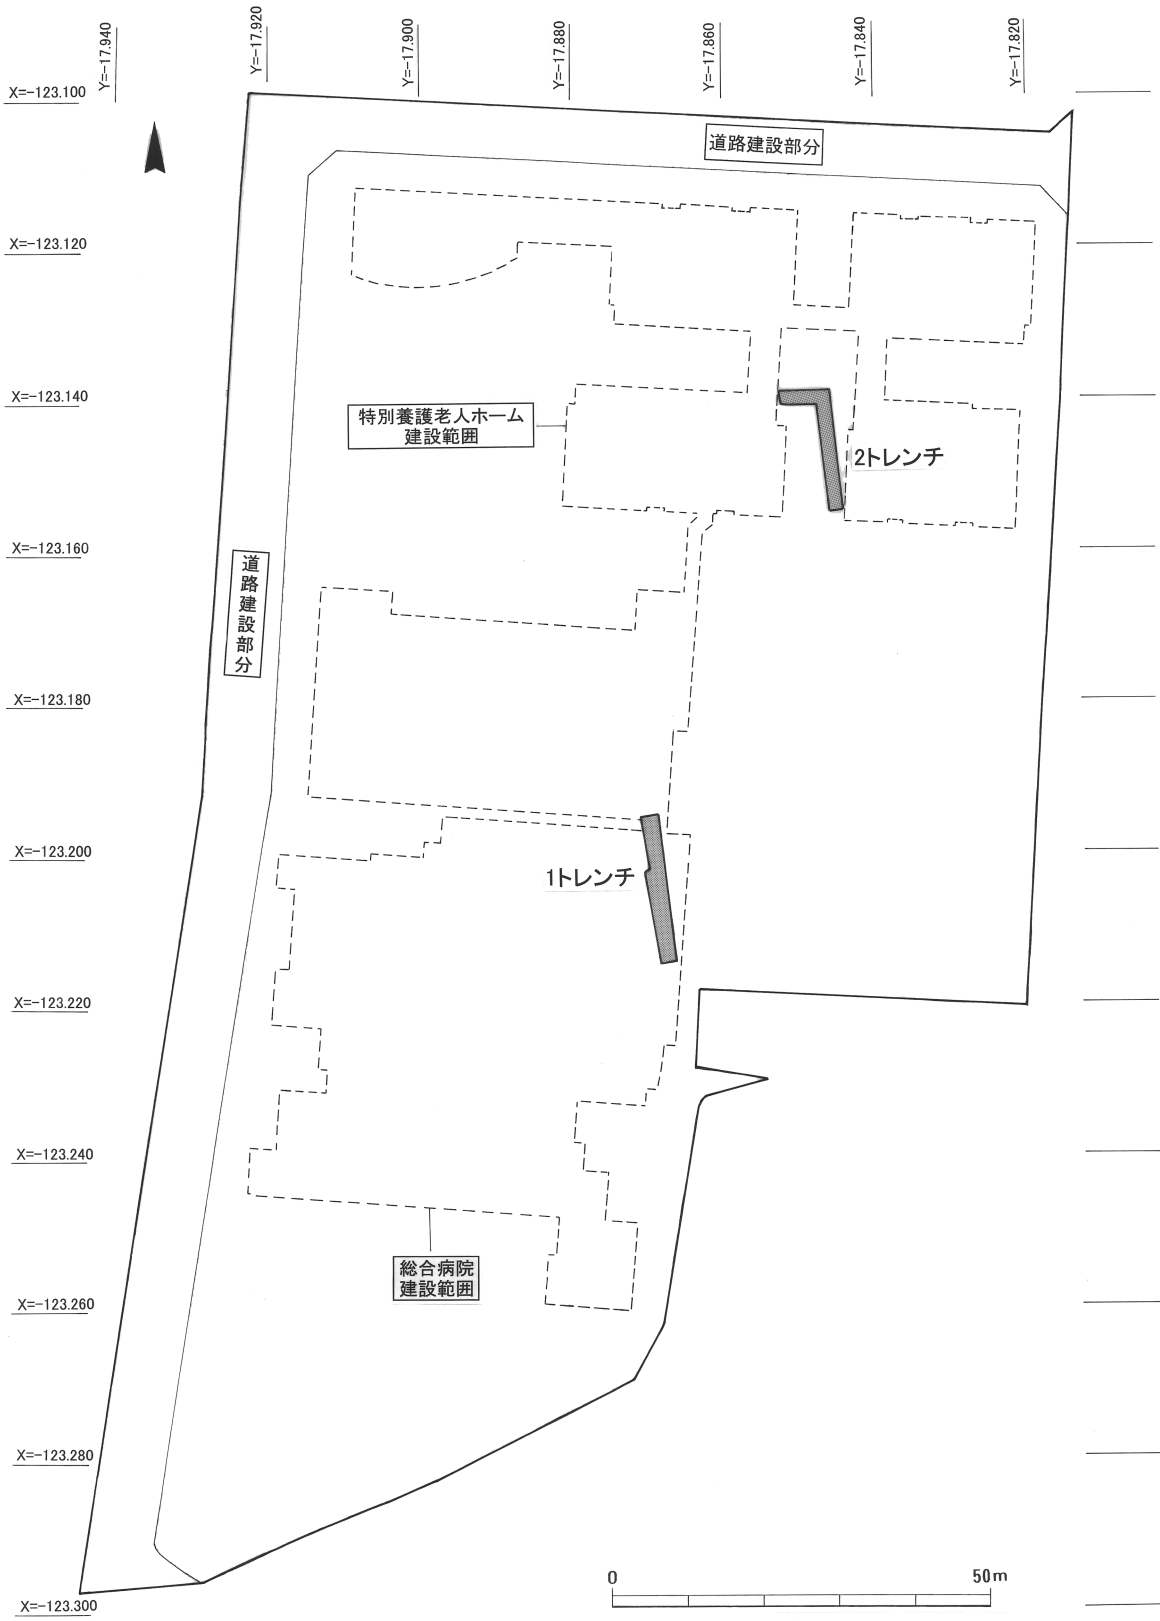 Y=-17.940
Y=-17.920
Y=-17.900
Y=-17.880
Y=-17.860
Y=-17.840
Y=-17.820
X=-123.100
道路建設部分
X=-123.120
X=-123.140
特別養護老人ホーム
建設範囲
2トレンチ
X=-123.160
道路建設部分
X=-123.180
X=-123.200
1トレンチ
X=-123.220
X=-123.240
総合病院
建設範囲
X=-123.260
X=-123.280
0
50m
X=-123.300